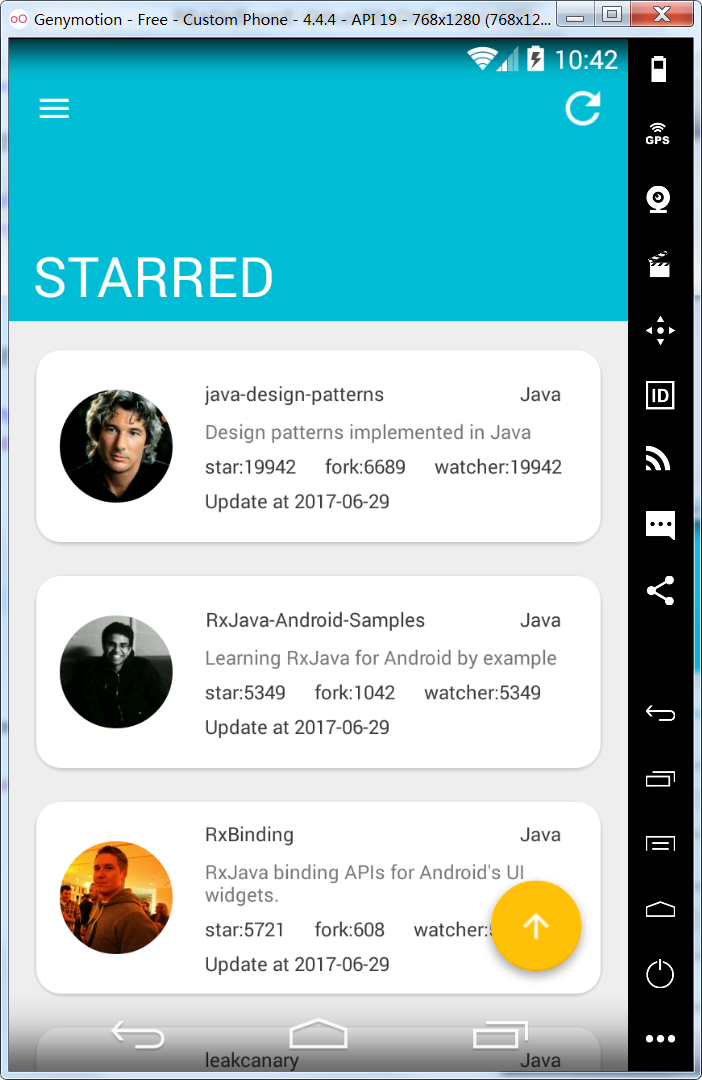 Genymotion - Free - Custom Phone - 4.4.4 - API 19 - 768x1280 (768x12...
10:42
GPS
STARRED
ID
java-design-patterns Java
Design patterns implemented in Java
star:19942 fork:6689 watcher:19942
Update at 2017-06-29
RxJava-Android-Samples Java
Learning RxJava for Android by example
star:5349 fork:1042 watcher:5349
Update at 2017-06-29
RxBinding Java
RxJava binding APIs for Android's UI
widgets.
star:5721 fork:608 watcher:
Update at 2017-06-29
leakcanary Java